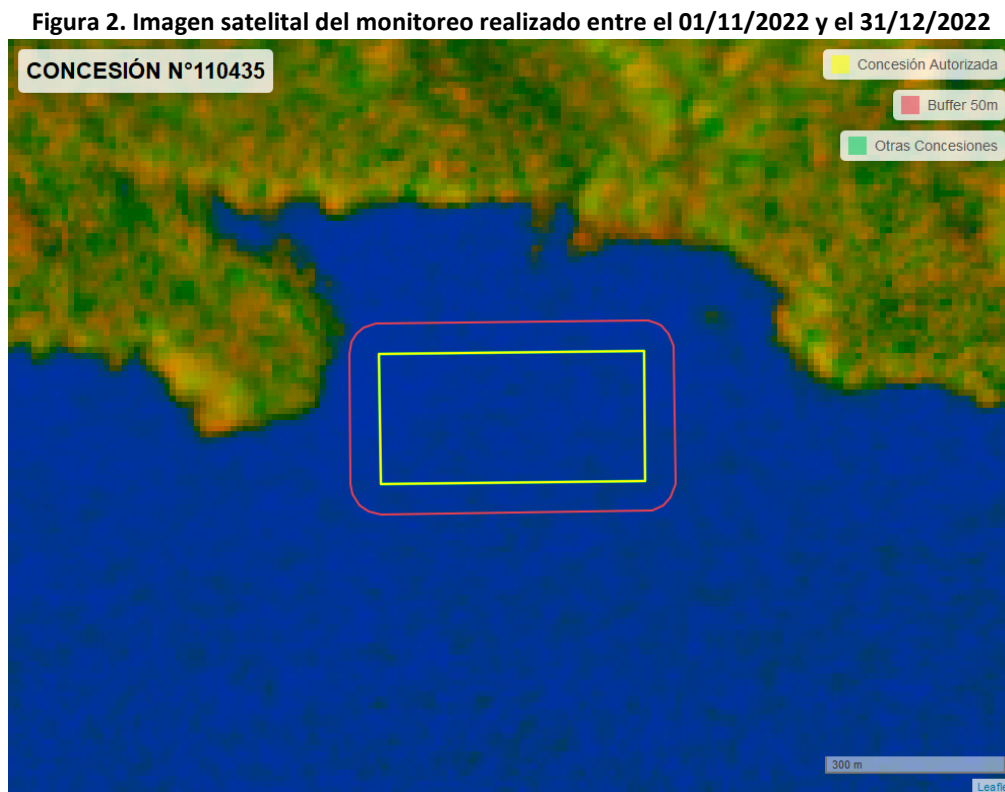 Figura 2. Imagen satelital del monitoreo realizado entre el 01/11/2022 y el 31/12/2022
CONCESIÓN N°110435
Concesión Autorizada
Buffer 50m
Otras Concesiones
300 m
Leafle